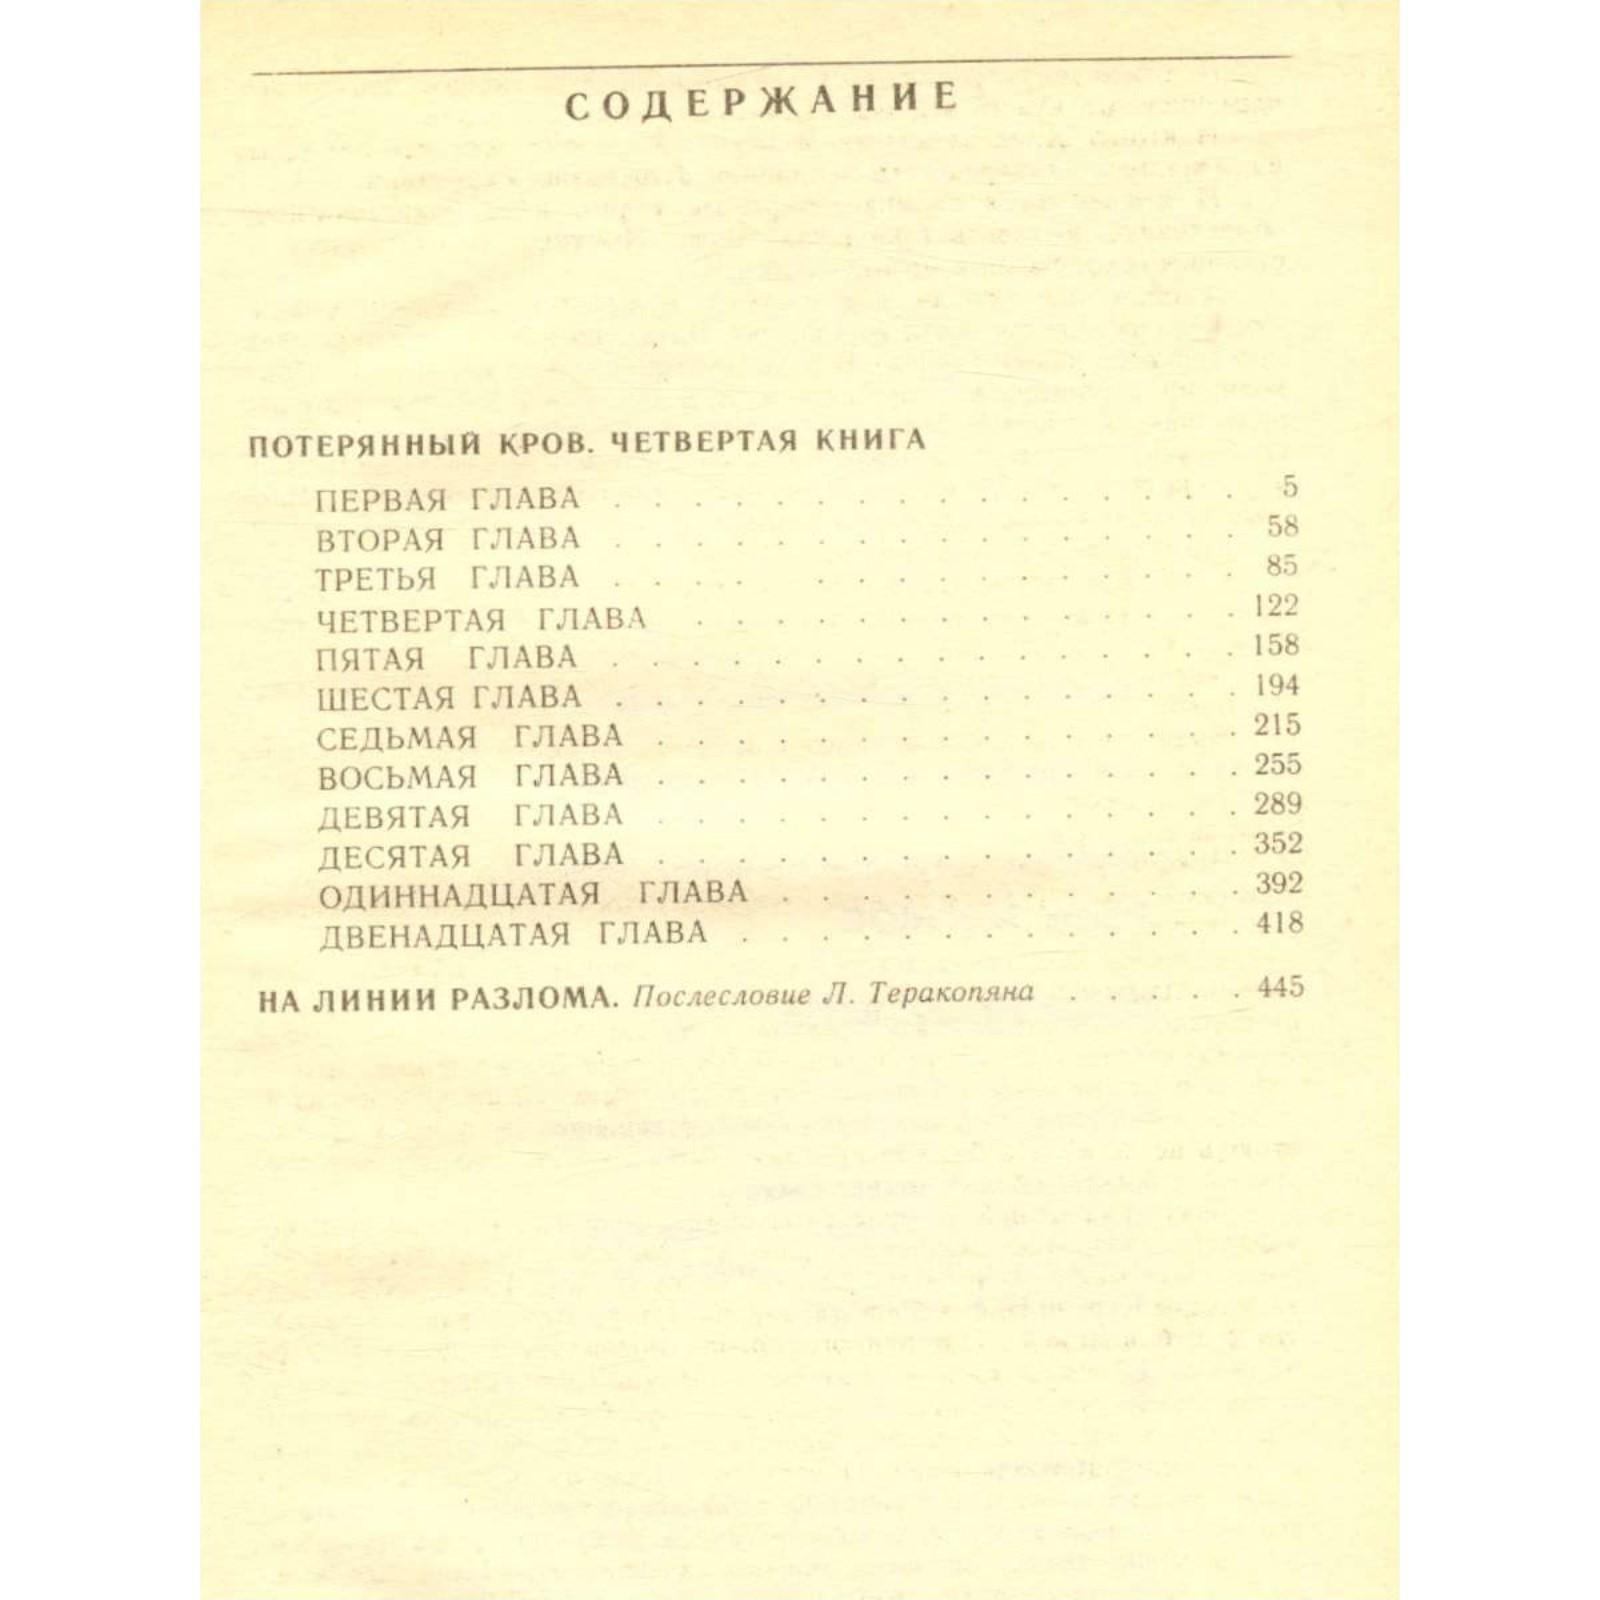 СОДЕРЖАНИЕ
ПОТЕРЯННЫЙ КРОВ. ЧЕТВЕРТАЯ КНИГА
ПЕРВАЯ ГЛАВА . . . . . . . . . . . . . . . . 5
ВТОРАЯ ГЛАВА . . . . . . . . . . . . . . . . 58
ТРЕТЬЯ ГЛАВА . . . . . . . . . . . . . . . 85
ЧЕТВЕРТАЯ ГЛАВА . . . . . . . . . . . . . . 122
ПЯТАЯ ГЛАВА . . . . . . . . . . . . . . . . 158
ШЕСТАЯ ГЛАВА . . . . . . . . . . . . . . . . 194
СЕДЬМАЯ ГЛАВА . . . . . . . . . . . . . . . 215
ВОСЬМАЯ ГЛАВА . . . . . . . . . . . . . . . 255
ДЕВЯТАЯ ГЛАВА . . . . . . . . . . . . . . . 289
ДЕСЯТАЯ ГЛАВА . . . . . . . . . . . . . . . 352
ОДИННАДЦАТАЯ ГЛАВА . . . . . . . . . . . . 392
ДВЕНАДЦАТАЯ ГЛАВА . . . . . . . . . . . . . 418
НА ЛИНИИ РАЗЛОМА. Послесловие Л. Теракопяна . . . . . 445